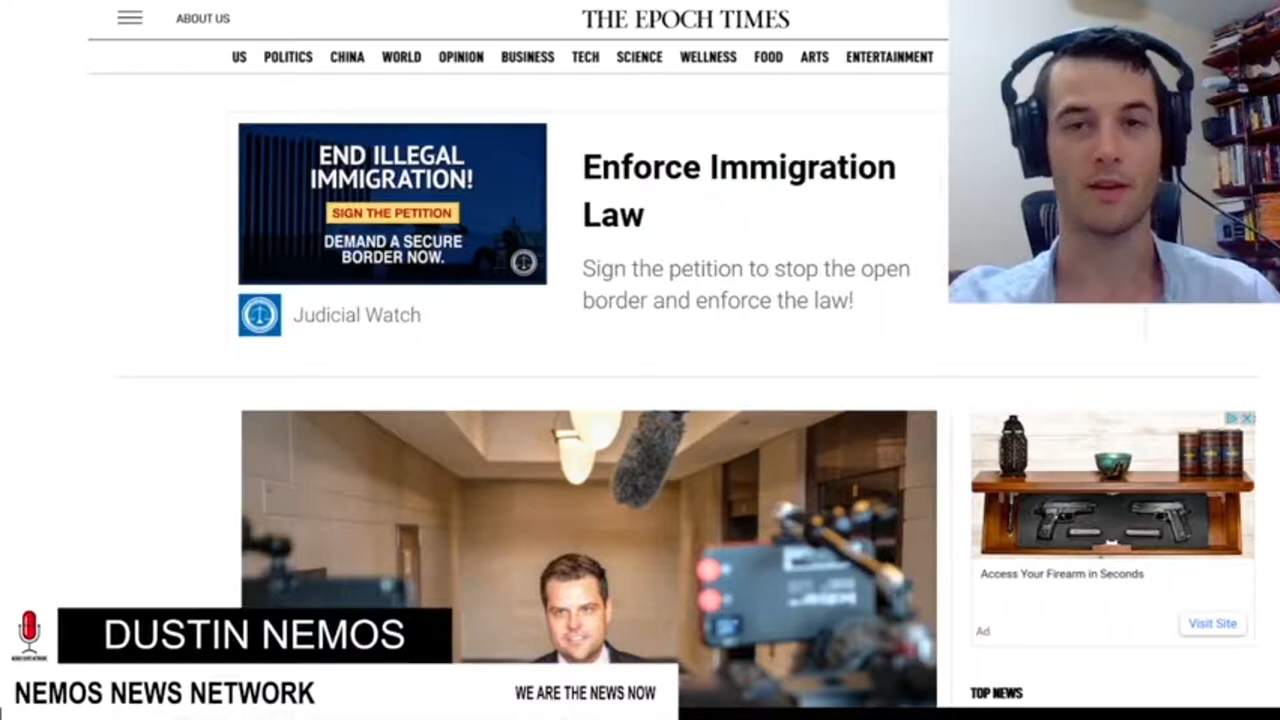 ABOUT US
THE EPOCH TIMES
US POLITICS CHINA WORLD OPINION BUSINESS TECH SCIENCE WELLNESS FOOD ARTS ENTERTAINMENT
END ILLEGAL
IMMIGRATION!
SIGN THE PETITION
DEMAND A SECURE
BORDER NOW.
Judicial Watch
Enforce Immigration
Law
Sign the petition to stop the open
border and enforce the law!
Access Your Firearm in Seconds
Visit Site
Ad
TOP NEWS
DUSTIN NEMOS
NEMOS NEWS NETWORK
WE ARE THE NEWS NOW